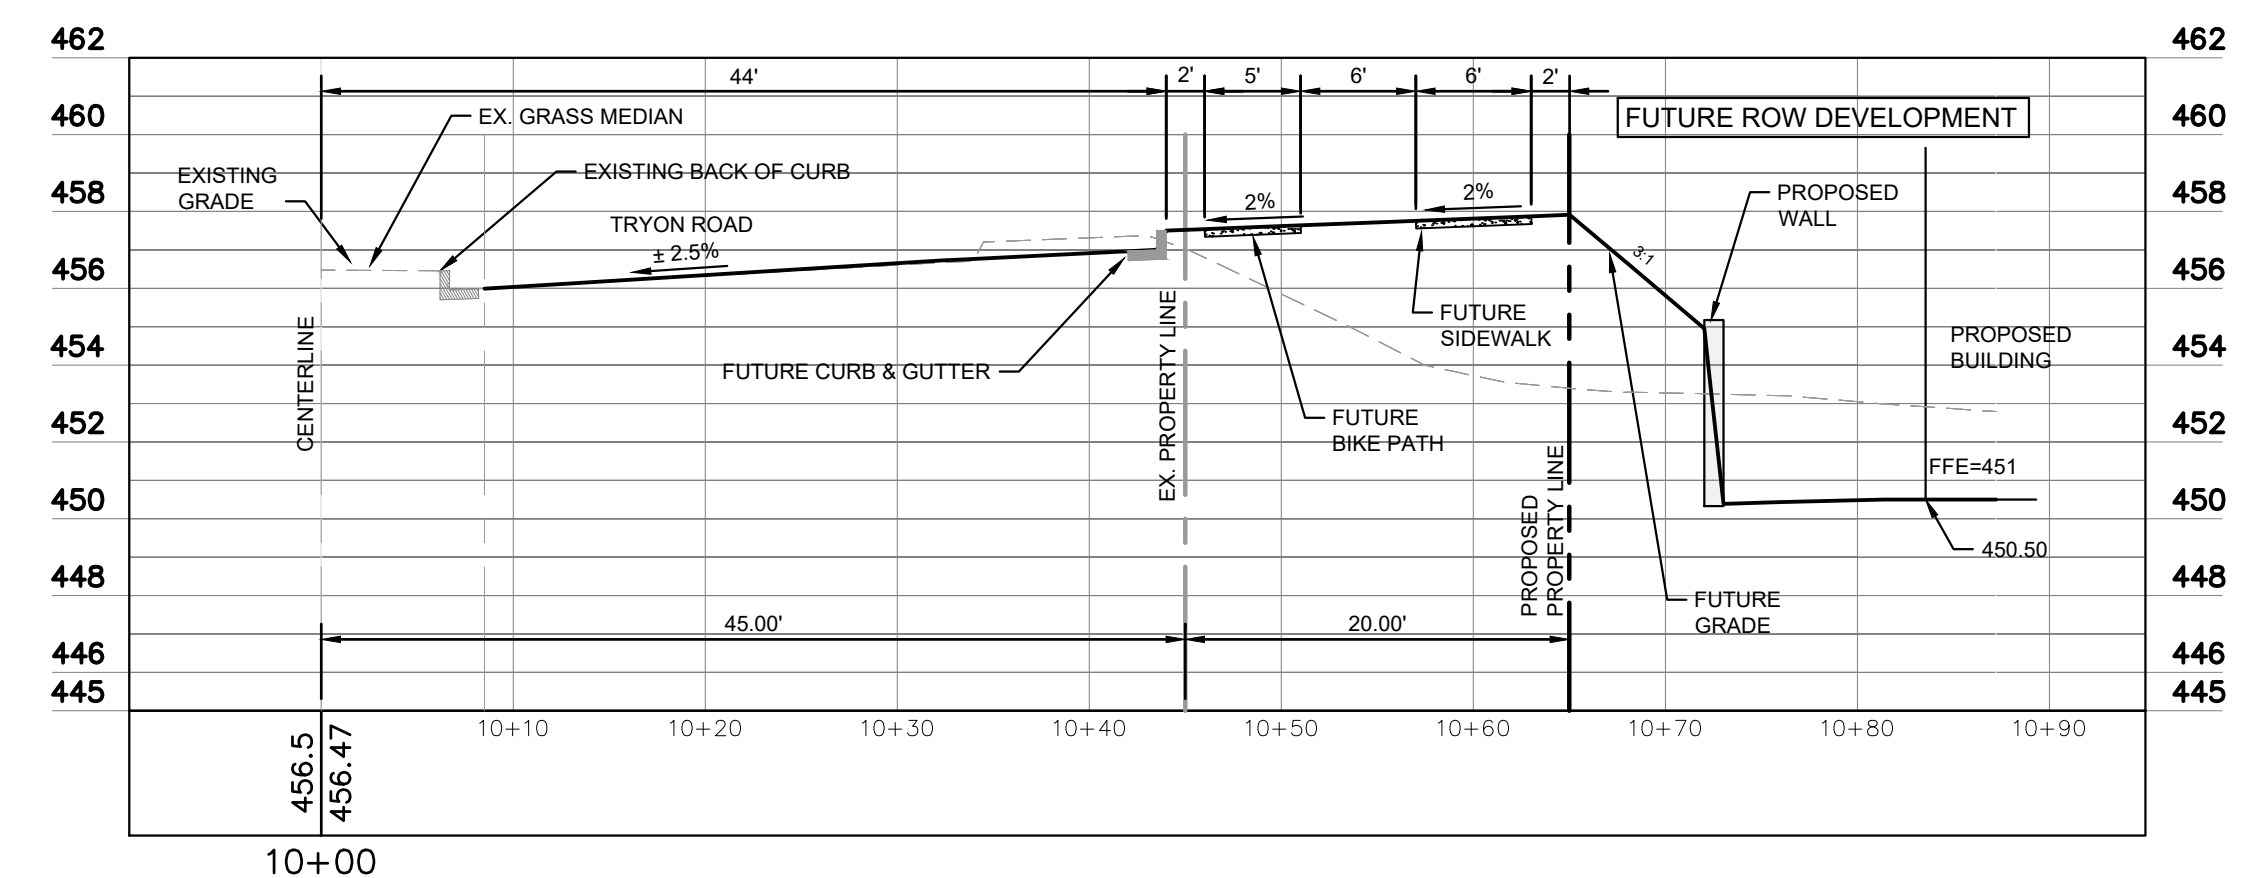 462
462
44'
2'
5'
6'
6'
2'
460
EX. GRASS MEDIAN
FUTURE ROW DEVELOPMENT
460
EXISTING
GRADE
EXISTING BACK OF CURB
458
2%
2%
PROPOSED
WALL
458
TRYON ROAD
± 2.5%
3:1
456
456
CENTERLINE
EX. PROPERTY LINE
FUTURE
SIDEWALK
PROPOSED
BUILDING
454
FUTURE CURB & GUTTER
454
FUTURE
BIKE PATH
452
452
PROPOSED
PROPERTY LINE
FFE=451
450
450
450.50
448
448
FUTURE
GRADE
45.00'
20.00'
446
446
445
445
10+10
10+20
10+30
10+40
10+50
10+60
10+70
10+80
10+90
456.5
456.47
10+00